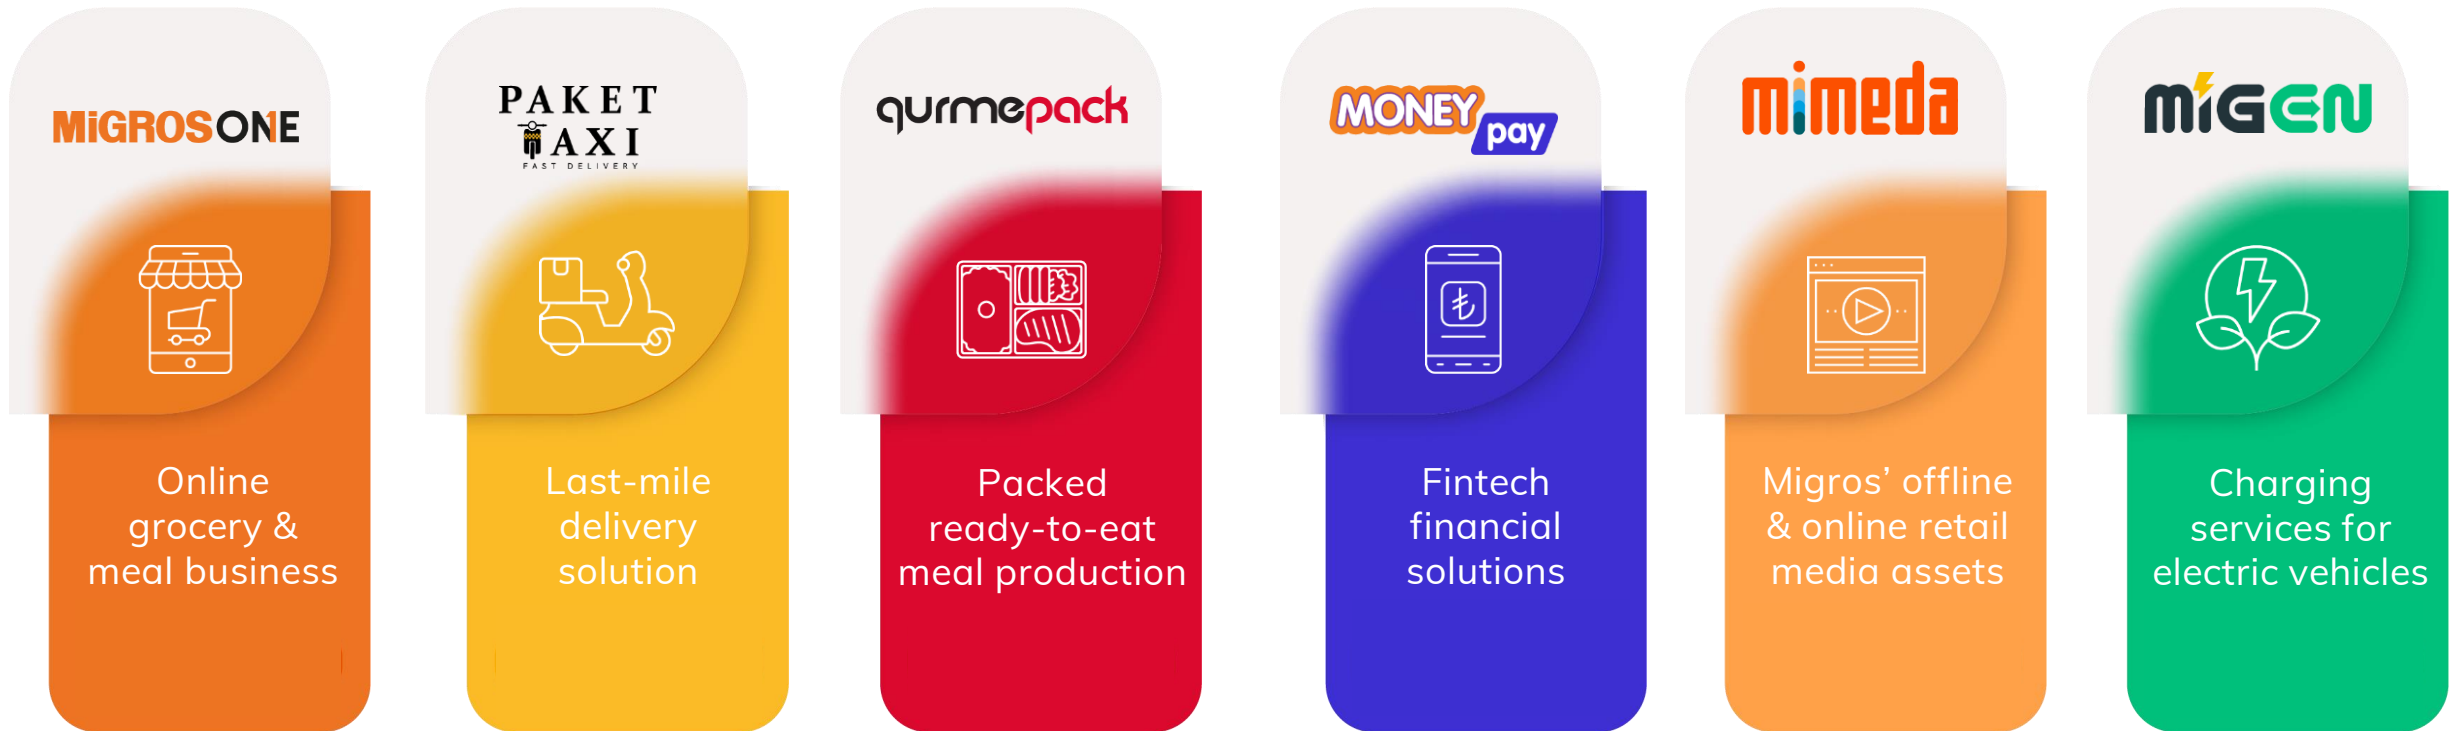 MiGROS ONE
Online
grocery &
meal business
PAKET
TAXI
FAST DELIVERY
Last-mile
delivery
solution
qurmepack
Packed
ready-to-eat
meal production
MONEY
pay
₺
Fintech
financial
solutions
mimeda
Migros’ offline
& online retail
media assets
MiGEN
Charging
services for
electric vehicles